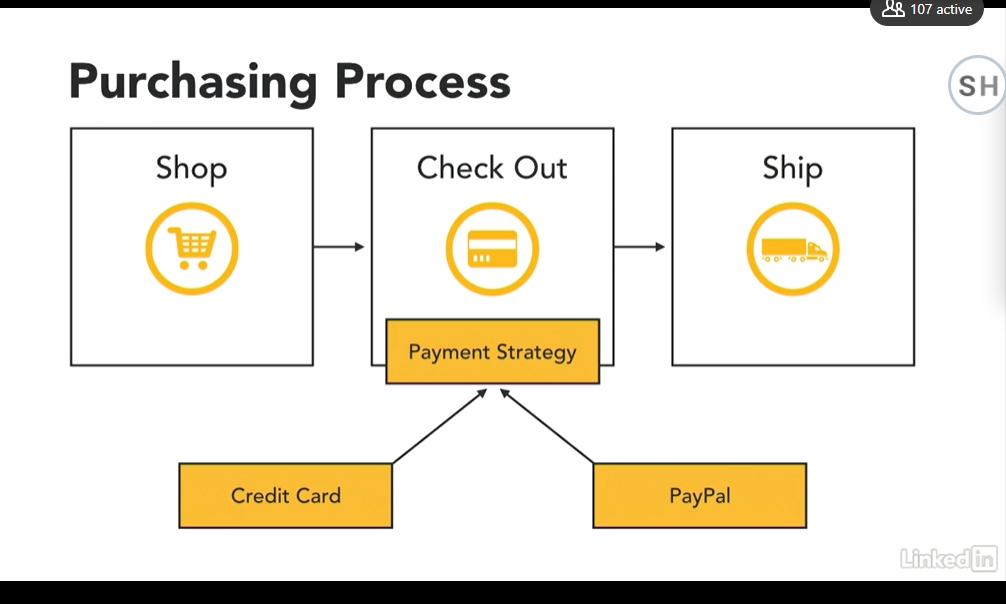 107 active
Purchasing Process
SH
Shop
Check Out
Ship
Payment Strategy
Credit Card
PayPal
Linked in